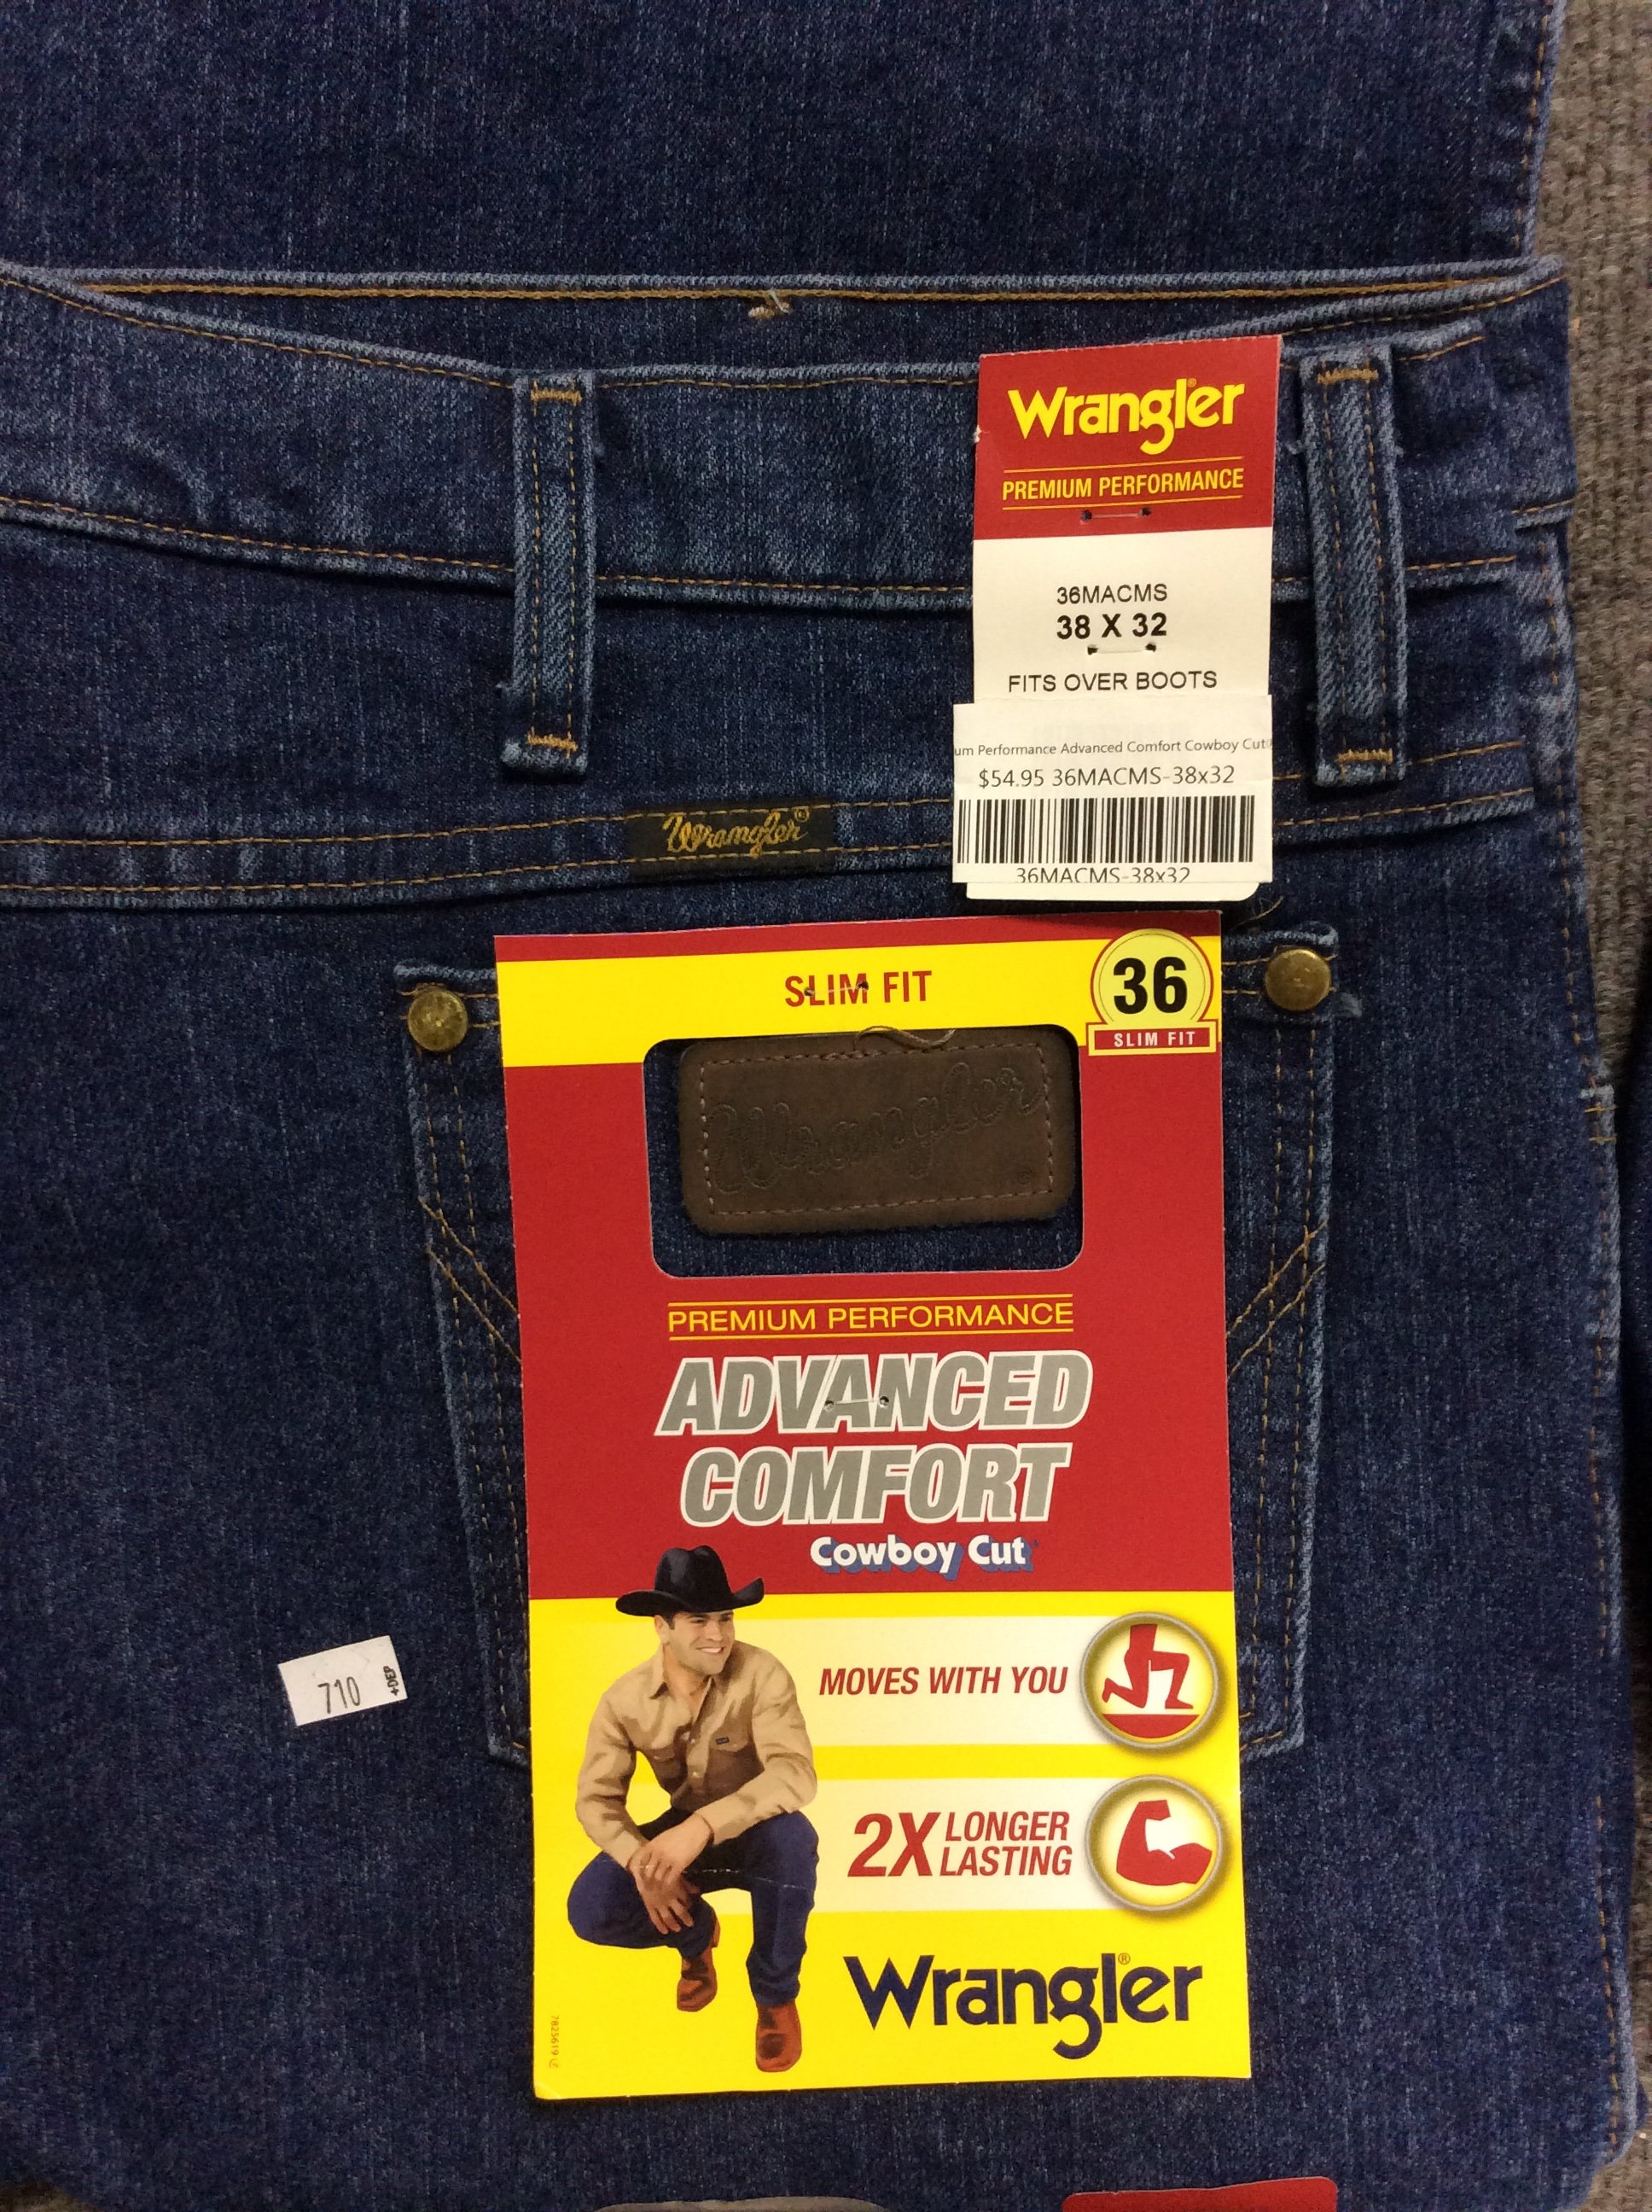 Wrangler®
PREMIUM PERFORMANCE
36MACMS
38 X 32
FITS OVER BOOTS
um Performance Advanced Comfort Cowboy Cut
$54.95 36MACMS-38x32
36MACMS-38x32
Wrangler®
SLIM FIT
36
SLIM FIT
Wrangler®
PREMIUM PERFORMANCE
ADVANCED
COMFORT
Cowboy Cut
MOVES WITH YOU
2X LONGER
LASTING
Wrangler®
710
+DEP
7825619